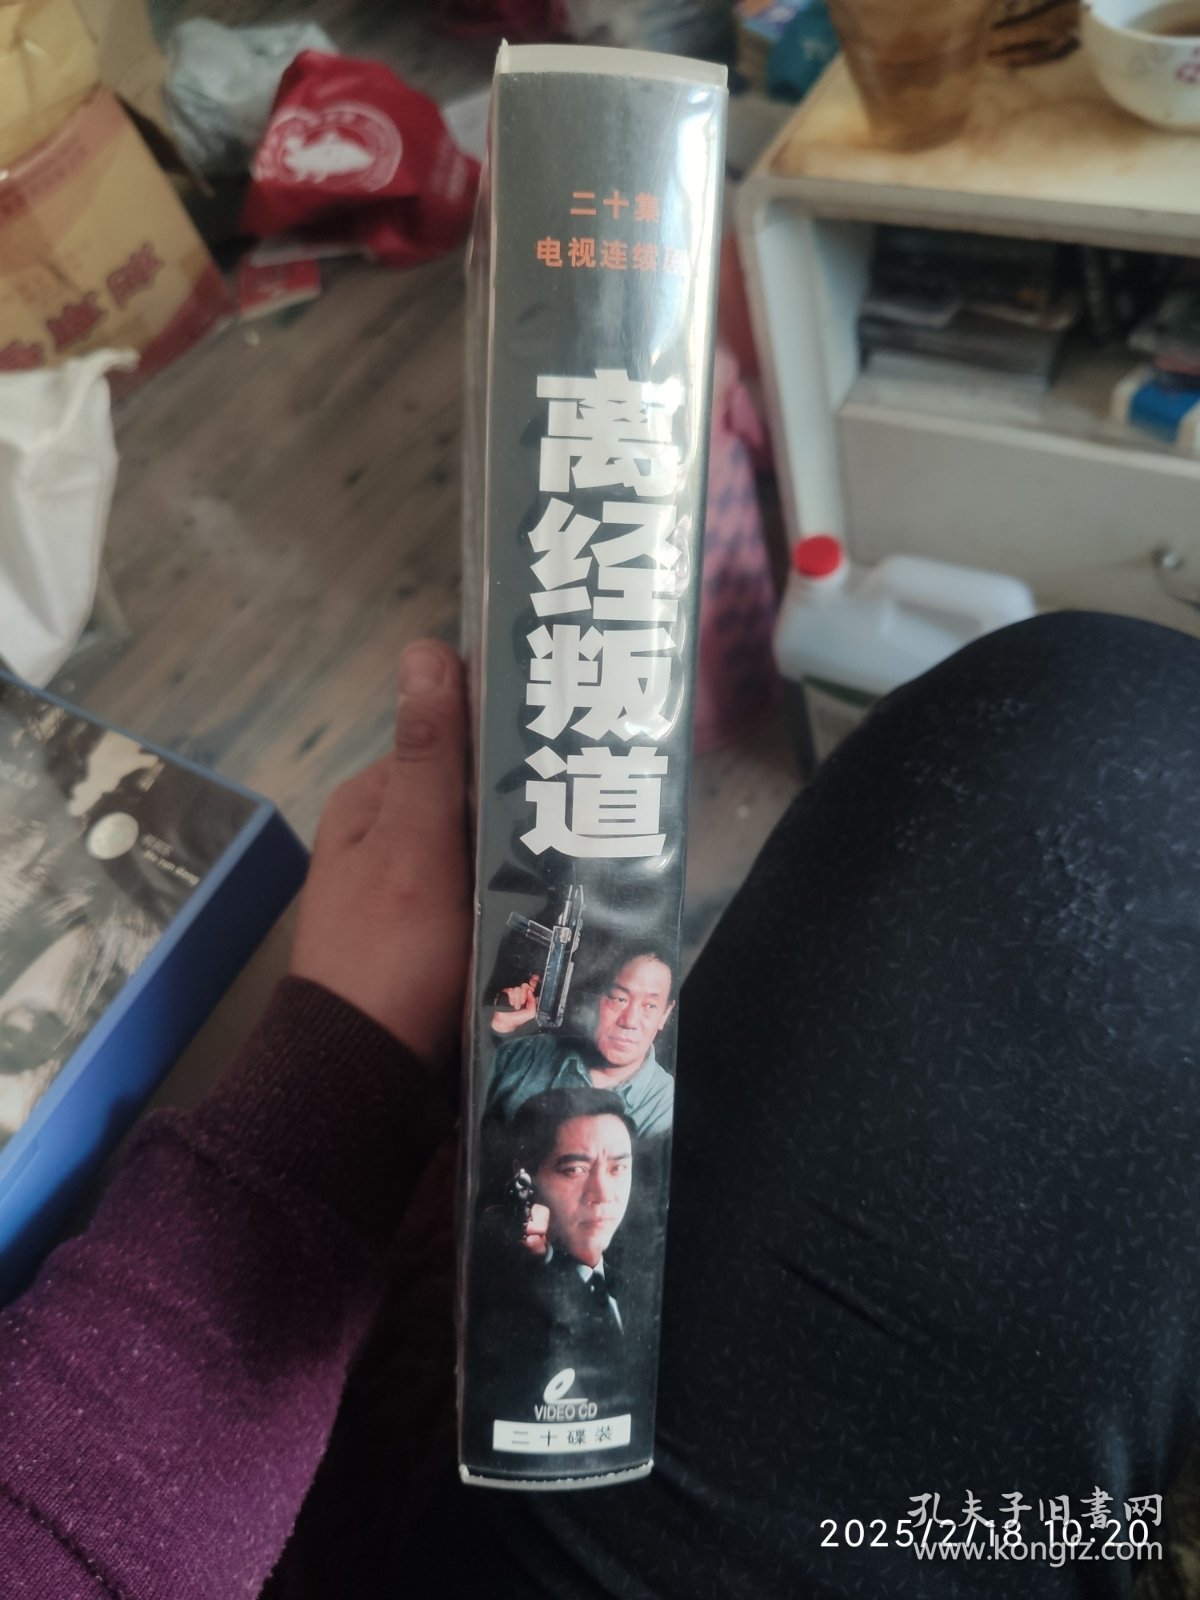 二十集
电视连续剧
离经叛道
VIDEO CD
二十碟装
孔夫子旧書网
2025/2/18 10:20
www.kongfz.com